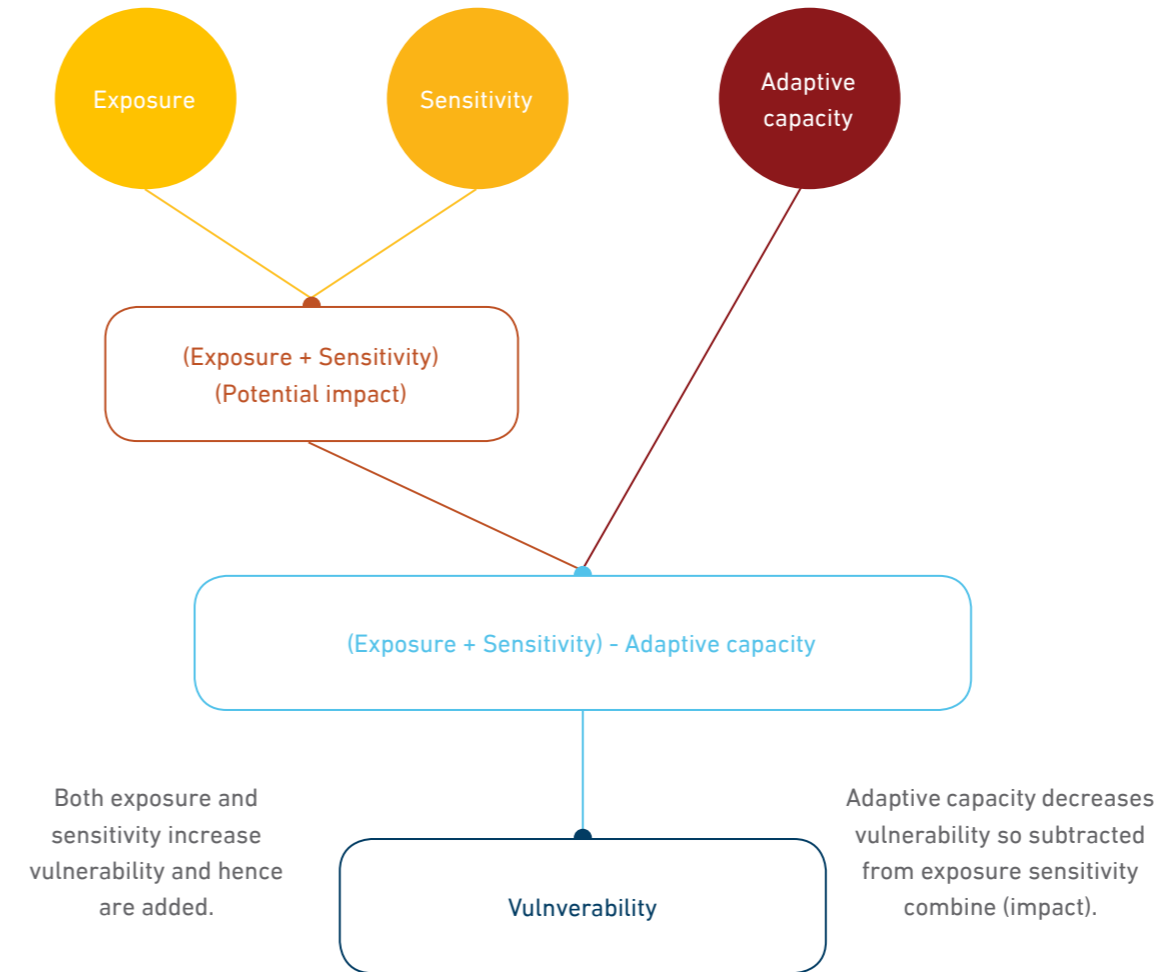 Exposure
Sensitivity
Adaptive
capacity
(Exposure + Sensitivity)
(Potential impact)
(Exposure + Sensitivity) - Adaptive capacity
Both exposure and
sensitivity increase
vulnerability and hence
are added.
Vulnverability
Adaptive capacity decreases
vulnerability so subtracted
from exposure sensitivity
combine (impact).